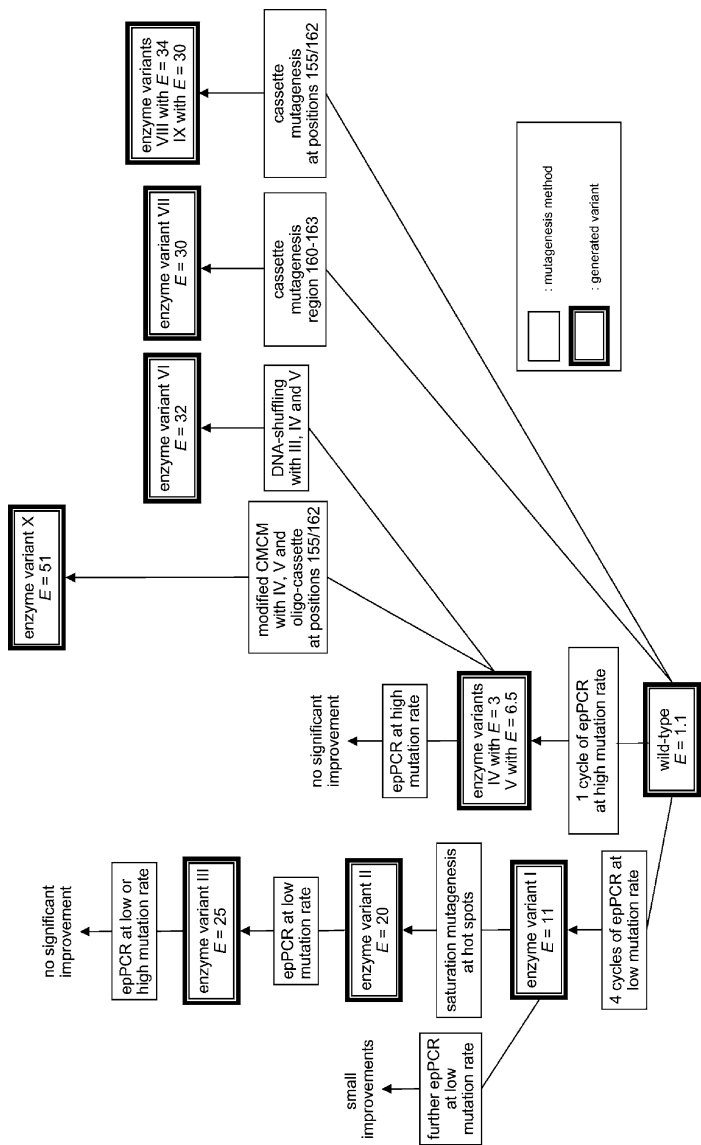 enzyme variant X
E = 51
enzyme variant VI
E = 32
enzyme variant VII
E = 30
enzyme variants
VIII with E = 34
IX with E = 30
no significant
improvement
epPCR at low or
high mutation rate
enzyme variant III
E = 25
epPCR at low
mutation rate
enzyme variant II
E = 20
saturation mutagenesis
at hot spots
enzyme variant I
E = 11
4 cycles of epPCR at
low mutation rate
small
improvements
further epPCR
at low
mutation rate
no significant
improvement
epPCR at high
mutation rate
enzyme variants
IV with E = 3
V with E = 6.5
1 cycle of epPCR
at high mutation rate
wild-type
E = 1.1
modified CMCM
with IV, V and
oligo-cassette
at positions 155/162
DNA-shuffling
with III, IV and V
cassette
mutagenesis
region 160-163
cassette
mutagenesis
at positions 155/162
: mutagenesis method
: generated variant